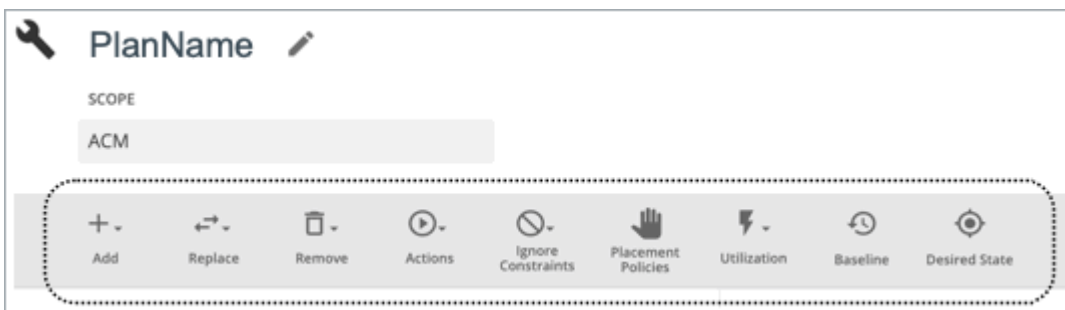 PlanName
SCOPE
ACM
Add
Replace
Remove
Actions
Ignore
Constraints
Placement
Policies
Utilization
Baseline
Desired State